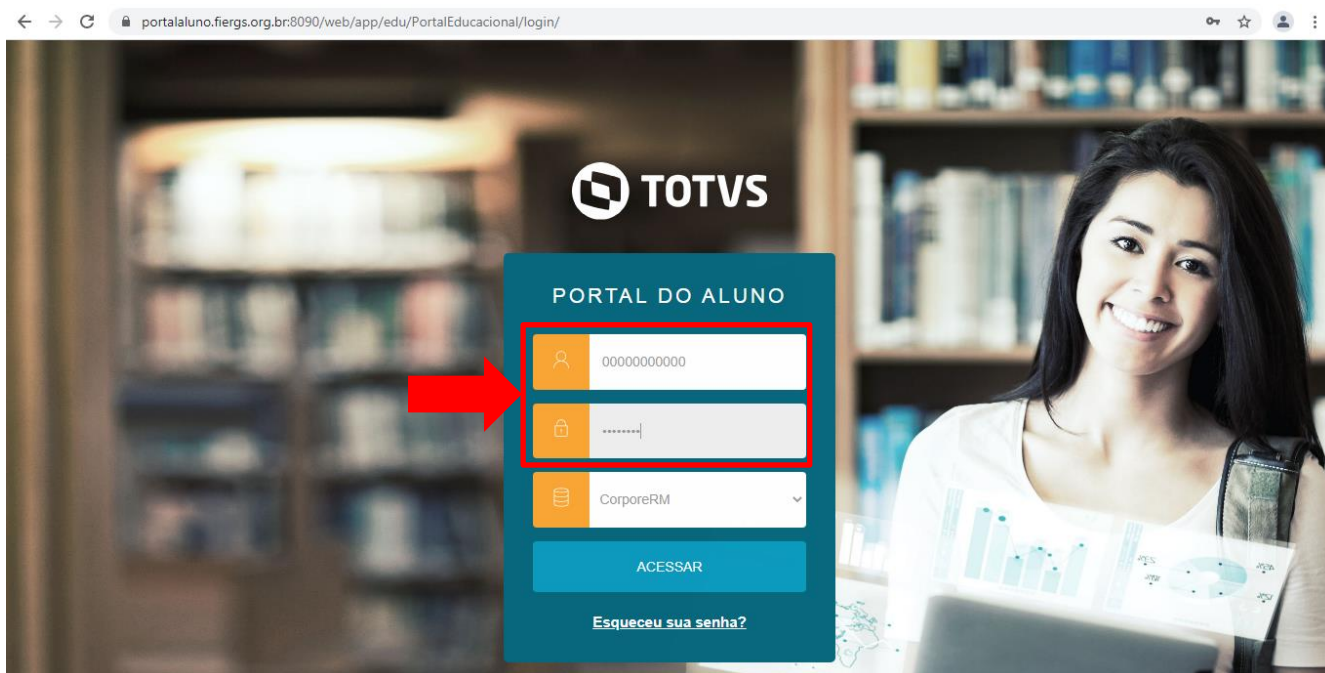 portalaluno.fiergs.org.br:8090/web/app/edu/PortalEducacional/login/
TOTVS
PORTAL DO ALUNO
00000000000
••••••••
CorporeRM
ACESSAR
Esqueceu sua senha?